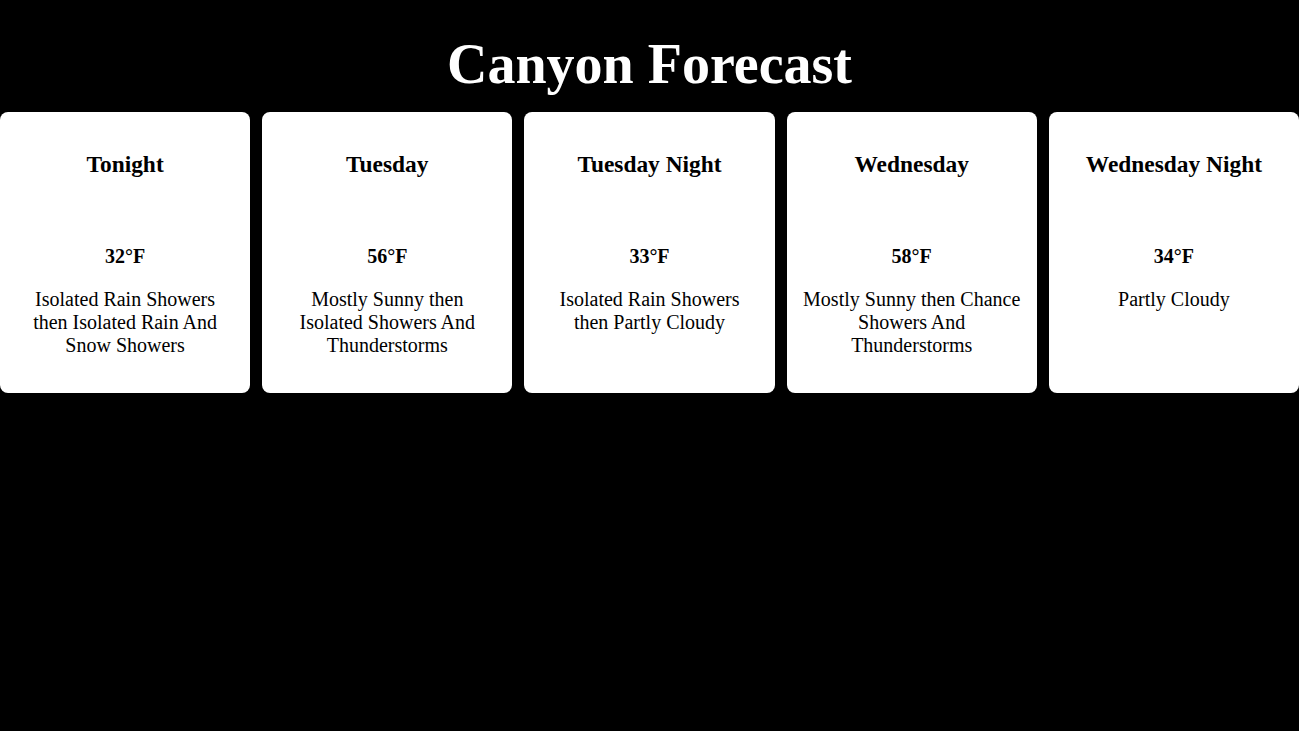 Canyon Forecast
Tonight
32°F
Isolated Rain Showers
then Isolated Rain And
Snow Showers
Tuesday
56°F
Mostly Sunny then
Isolated Showers And
Thunderstorms
Tuesday Night
33°F
Isolated Rain Showers
then Partly Cloudy
Wednesday
58°F
Mostly Sunny then Chance
Showers And
Thunderstorms
Wednesday Night
34°F
Partly Cloudy